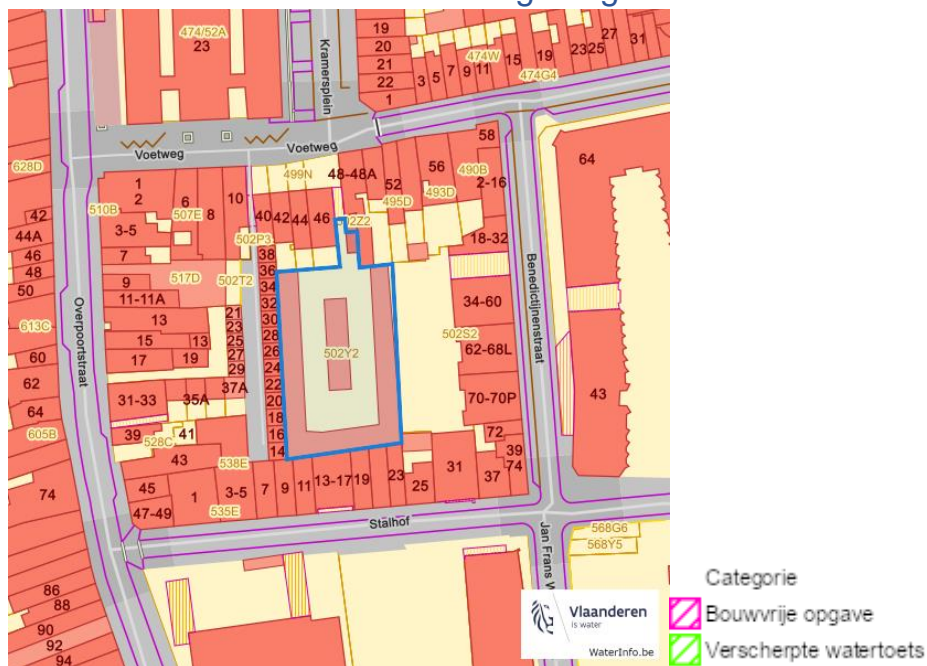 474/52A
23
Kramersplein
19
20
21
22
1
474W
3 5 7 9 11 15 19 23 25 27 31
474G4
Voetweg
Voetweg
58
64
628D
1
2
510B
6
507E
8
10
499N
48-48A
52
495D
56
493D
490B
2-16
3-5
42
44A
46
48
50
7
502P3
40 42 44 46
18-32
9
517D
502T2
38
36
34
32
30
28
26
24
22
20
18
16
14
11-11A
13
15
13
17
19
21
23
25
27
29
613C
60
62
64
605B
Overpoortstraat
502Y2
502S2
34-60
62-68L
70-70P
72
39
74
Benedictijnenstraat
43
31-33
35A
37A
39
528C
41
43
538E
45
47-49
1
3-5
535E
7 9 11 13-17 19 23 25 31 37
74
Stalhof
Jan Frans W
568G6
568Y5
86
88
90
92
94
Vlaanderen
is water
WaterInfo.be
Categorie
Bouwvrije opgave
Verscherpte watertoets